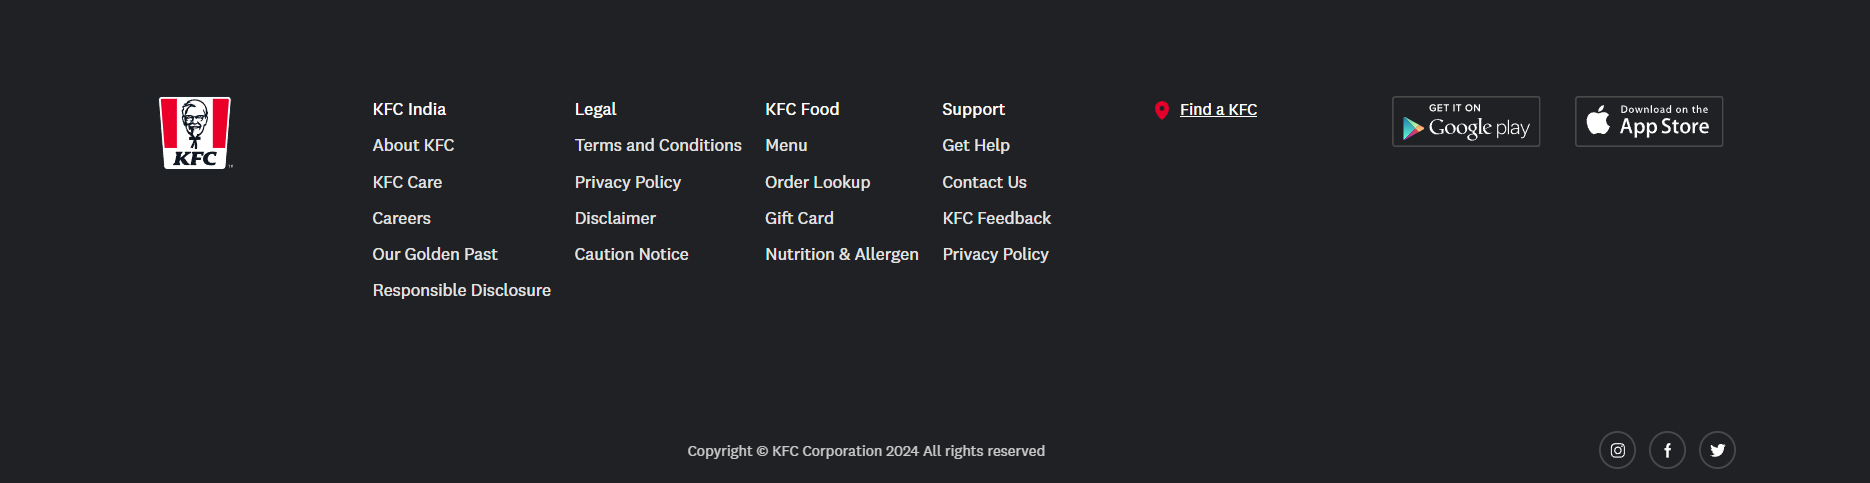 KFC
KFC India
About KFC
KFC Care
Careers
Our Golden Past
Responsible Disclosure
Legal
Terms and Conditions
Privacy Policy
Disclaimer
Caution Notice
KFC Food
Menu
Order Lookup
Gift Card
Nutrition & Allergen
Support
Get Help
Contact Us
KFC Feedback
Privacy Policy
Find a KFC
GET IT ON
Google play
Download on the
App Store
Copyright © KFC Corporation 2024 All rights reserved